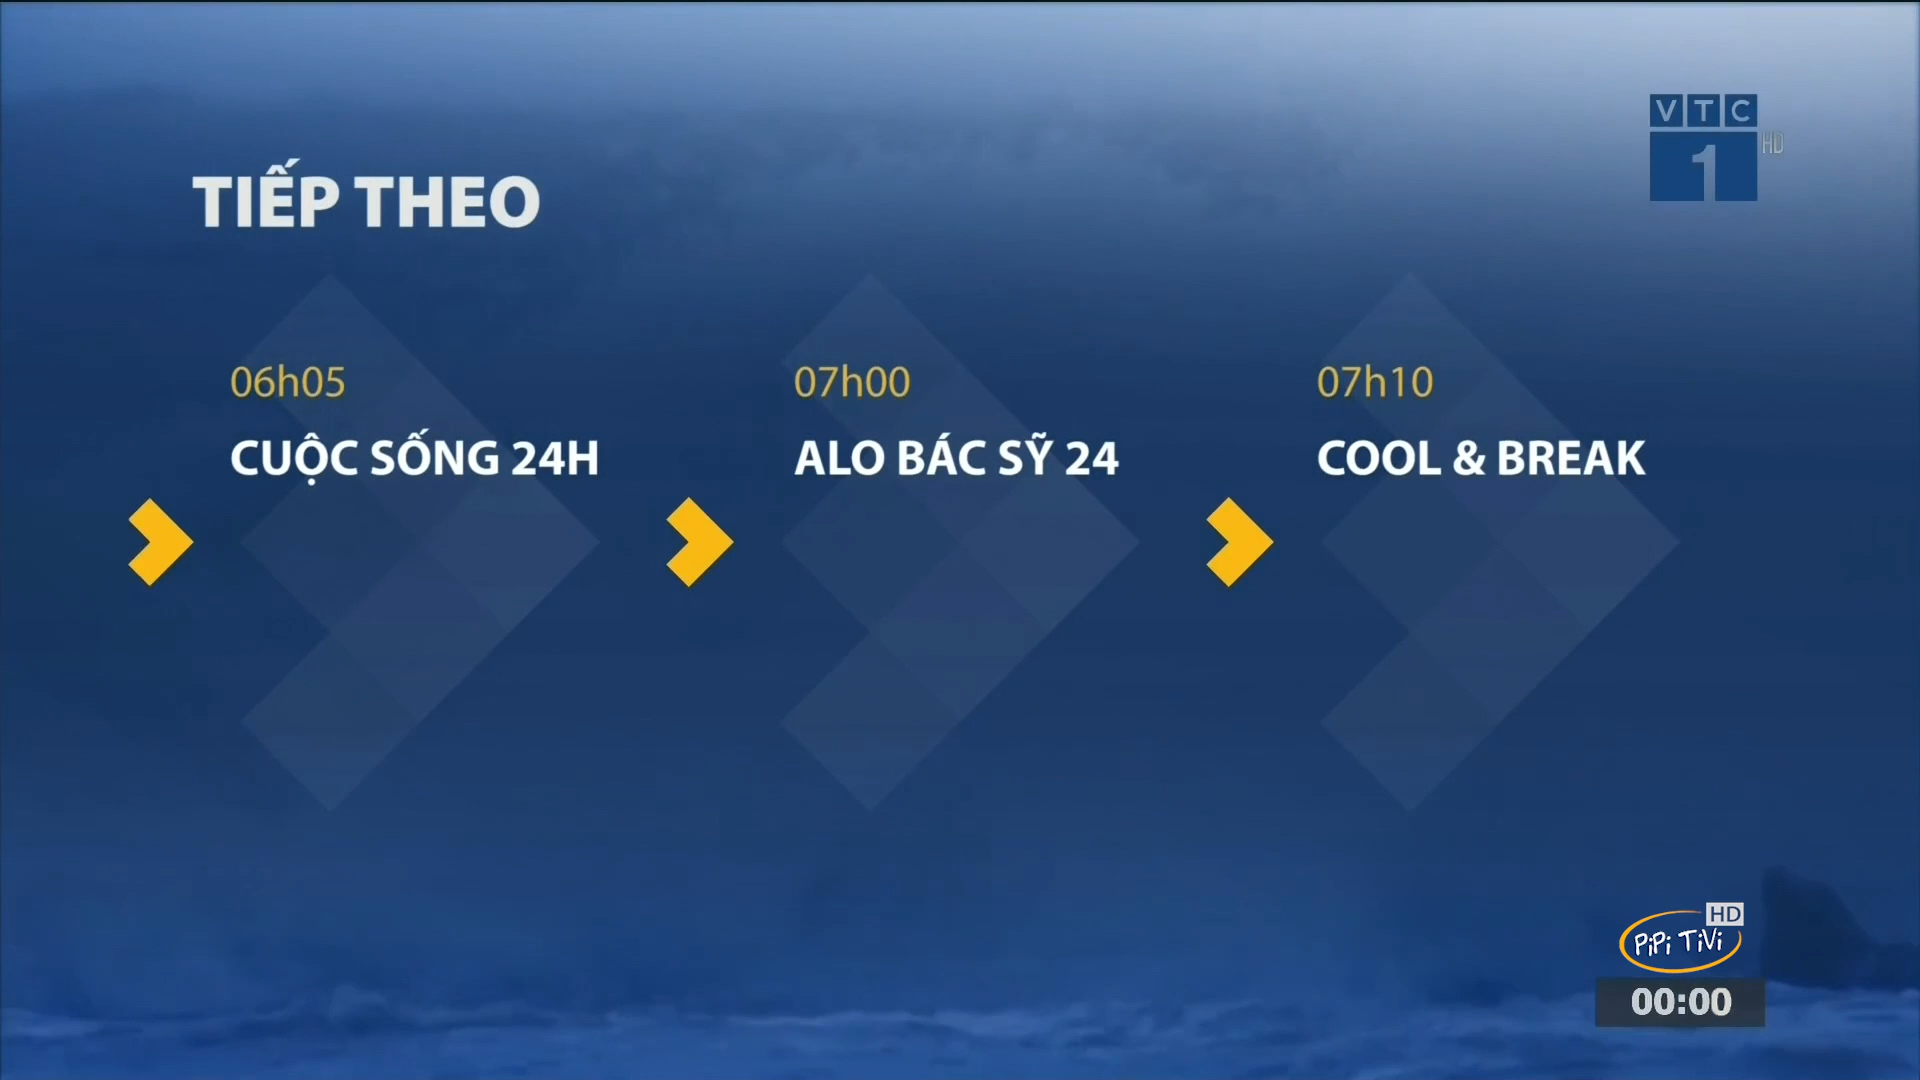 VTC
1
HD
TIẾP THEO
06h05
CUỘC SỐNG 24H
07h00
ALO BÁC SỸ 24
07h10
COOL & BREAK
HD
PiPi TiVi
00:00